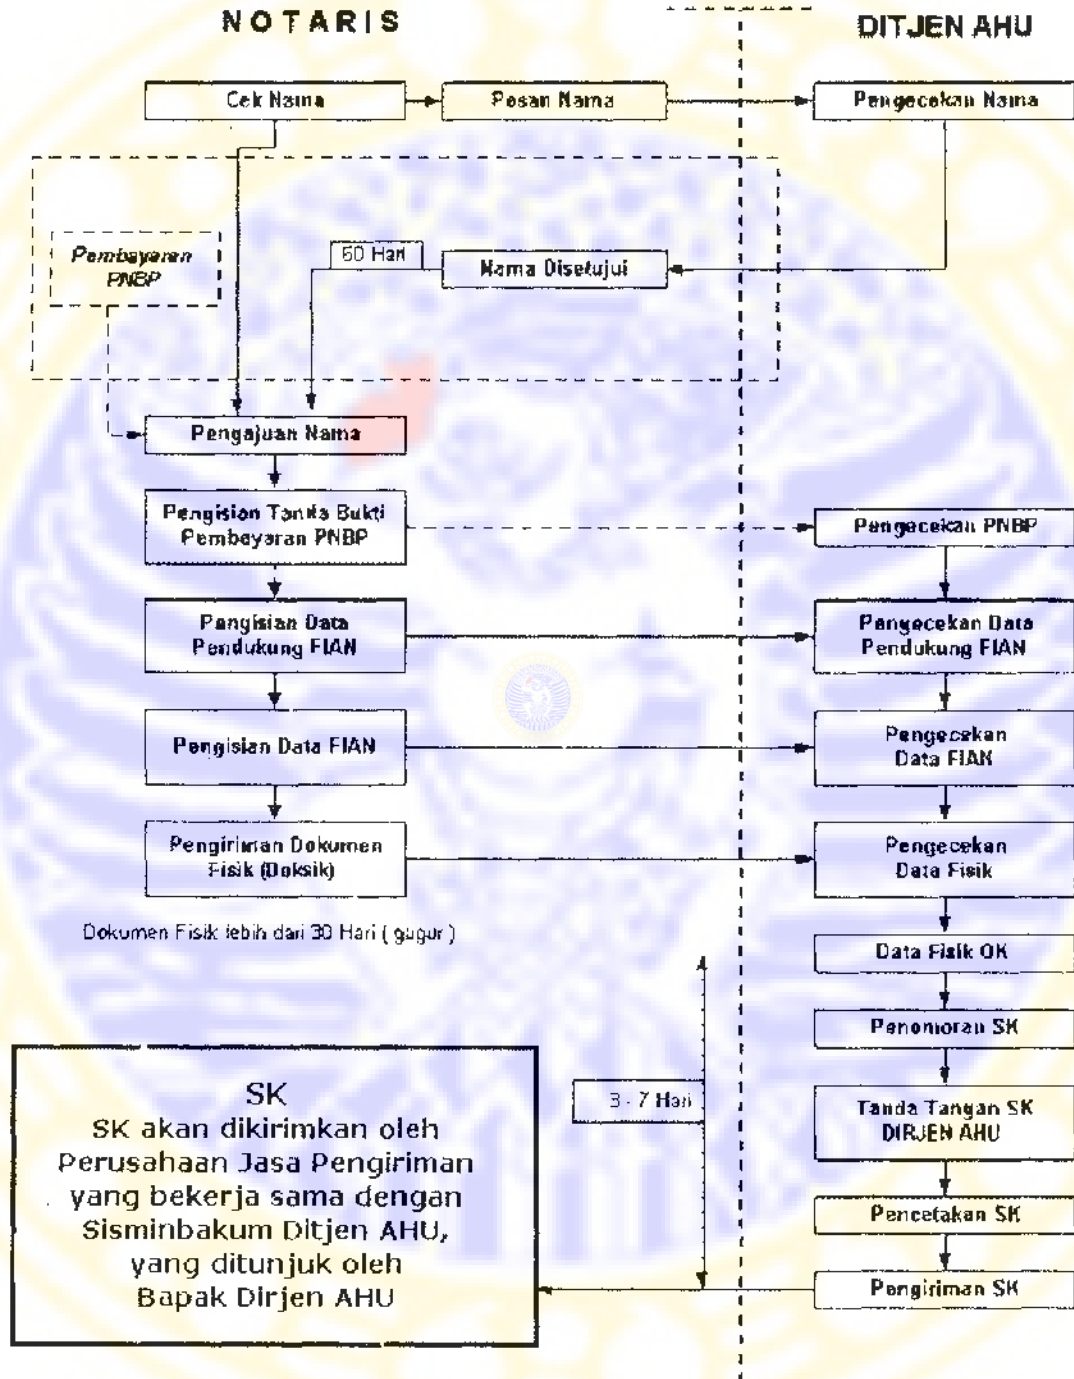 NOTARIS
DITJEN AHU
Cek Nama
Pesan Nama
Pengecekan Nama
Pembayaran
PNBP
60 Hari
Nama Disetujui
Pengajuan Nama
Pengisian Tanda Bukti
Pembayaran PNBP
Pengecekan PNBP
Pengisian Data
Pendukung FIAN
Pengecekan Data
Pendukung FIAN
Pengisian Data FIAN
Pengecekan
Data FIAN
Pengiriman Dokumen
Fisik (Doksik)
Pengecekan
Data Fisik
Dokumen Fisik lebih dari 30 Hari ( gugur )
Data Fisik OK
Penomoran SK
3 - 7 Hari
Tanda Tangan SK
DIRJEN AHU
Pencetakan SK
Pengiriman SK
SK
SK akan dikirimkan oleh
Perusahaan Jasa Pengiriman
yang bekerja sama dengan
Sisminbakum Ditjen AHU,
yang ditunjuk oleh
Bapak Dirjen AHU